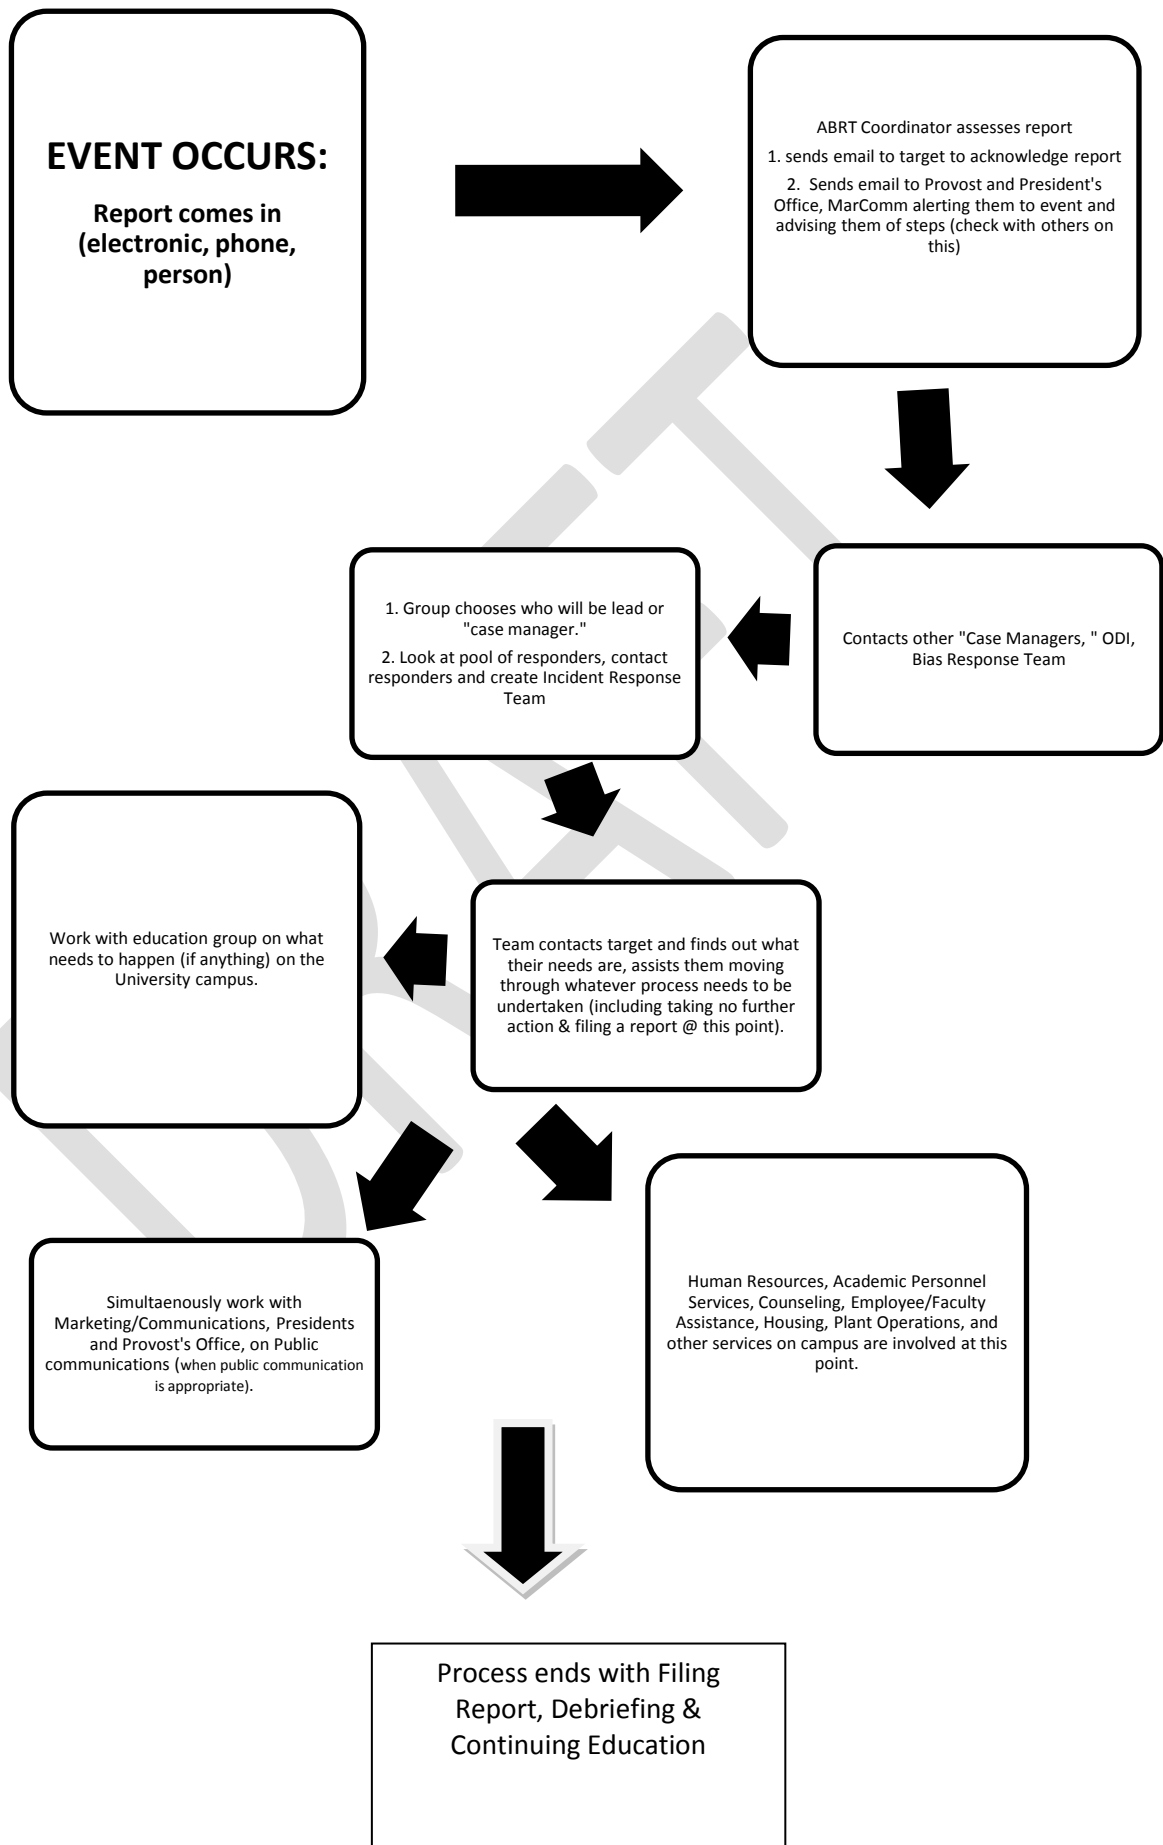 EVENT OCCURS:
Report comes in
(electronic, phone,
person)
ABRT Coordinator assesses report
1. sends email to target to acknowledge report
2. Sends email to Provost and President's
Office, MarComm alerting them to event and
advising them of steps (check with others on
this)
Contacts other "Case Managers, " ODI,
Bias Response Team
1. Group chooses who will be lead or
"case manager."
2. Look at pool of responders, contact
responders and create Incident Response
Team
Team contacts target and finds out what
their needs are, assists them moving
through whatever process needs to be
undertaken (including taking no further
action & filing a report @ this point).
Work with education group on what
needs to happen (if anything) on the
University campus.
Simultaenously work with
Marketing/Communications, Presidents
and Provost's Office, on Public
communications (when public communication
is appropriate).
Human Resources, Academic Personnel
Services, Counseling, Employee/Faculty
Assistance, Housing, Plant Operations, and
other services on campus are involved at this
point.
Process ends with Filing
Report, Debriefing &
Continuing Education
DRAFT